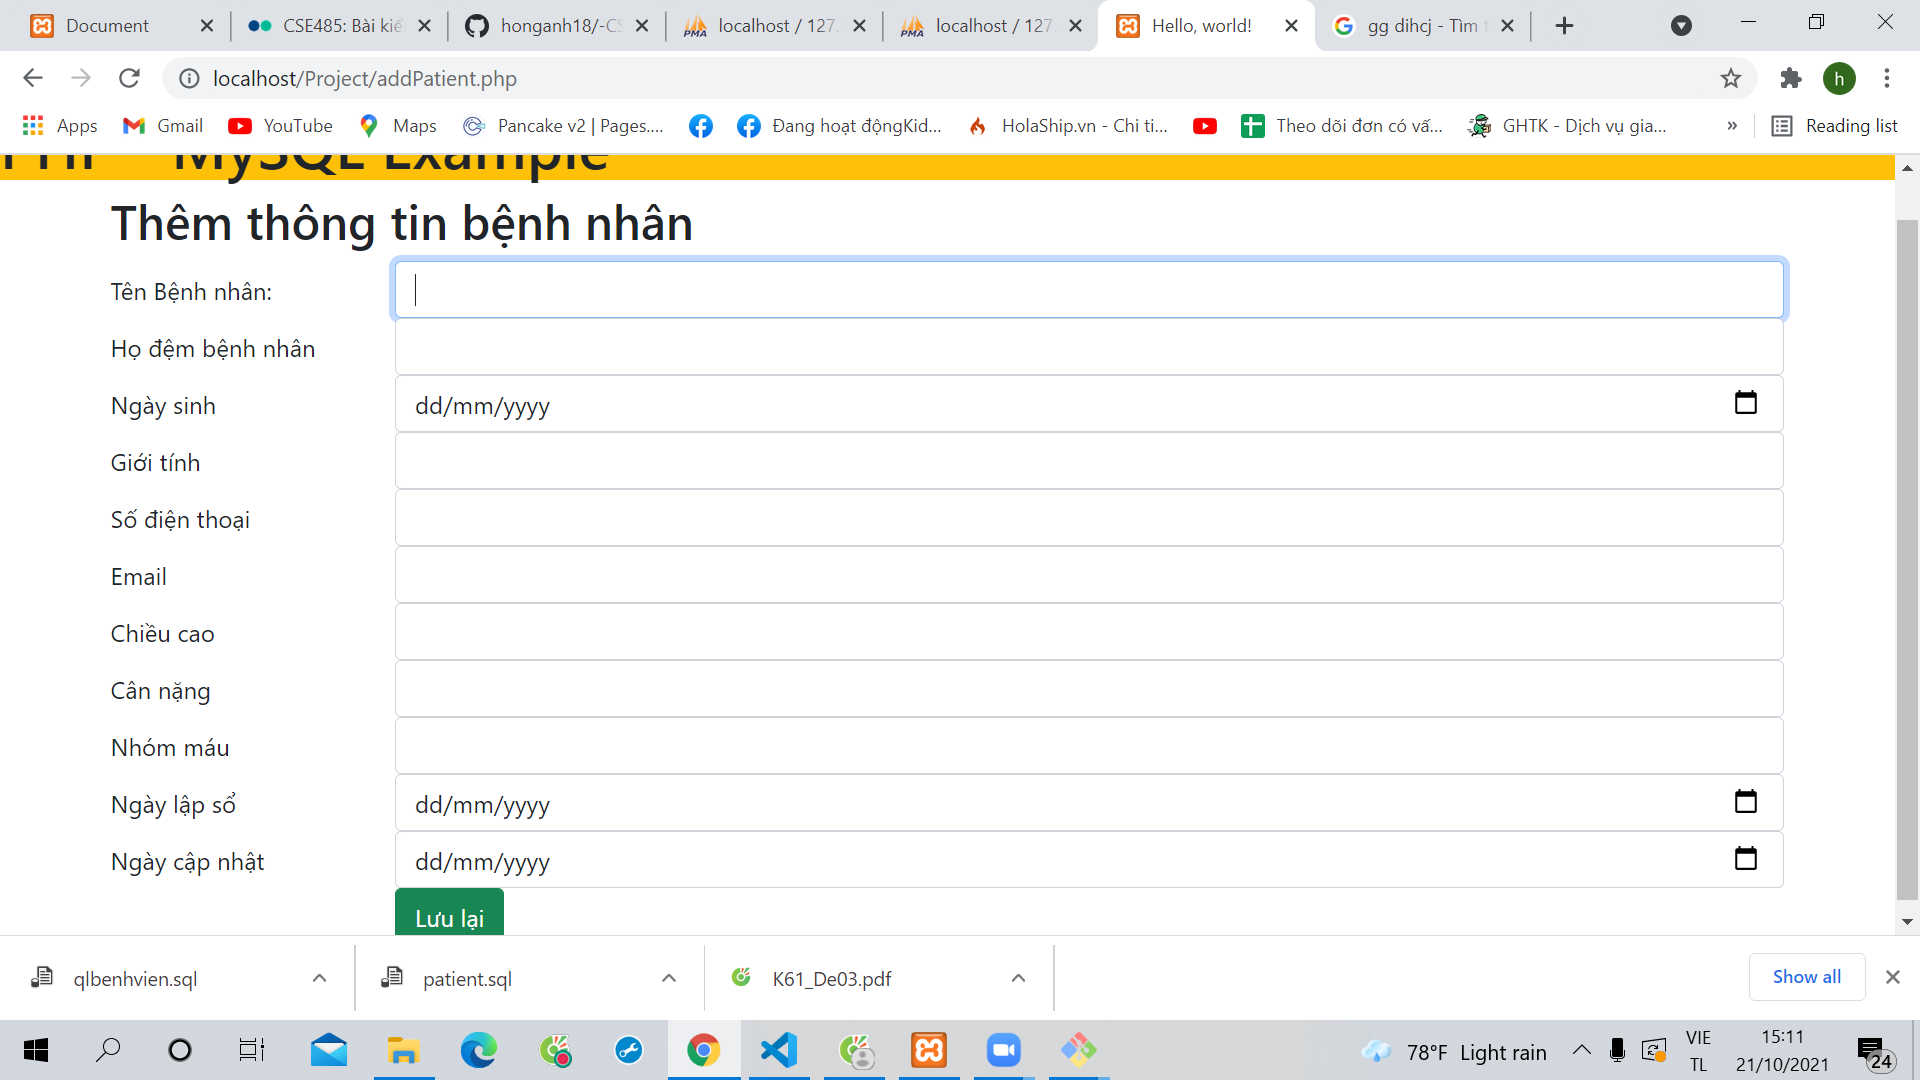 Document
CSE485: Bài kiể
honganh18/-CS
localhost / 127.
localhost / 127.
Hello, world!
gg dihcj - Tìm
localhost/Project/addPatient.php
h
Apps
Gmail
YouTube
Maps
Pancake v2 | Pages....
Đang hoạt độngKid...
HolaShip.vn - Chi ti...
Theo dõi đơn có vấ...
GHTK - Dịch vụ gia...
»
Reading list
MySQL Example
Thêm thông tin bệnh nhân
Tên Bệnh nhân:
Họ đệm bệnh nhân
Ngày sinh
dd/mm/yyyy
Giới tính
Số điện thoại
Email
Chiều cao
Cân nặng
Nhóm máu
Ngày lập sổ
dd/mm/yyyy
Ngày cập nhật
dd/mm/yyyy
Lưu lại
qlbenhvien.sql
patient.sql
K61_De03.pdf
Show all
78°F Light rain
VIE
TL
15:11
21/10/2021
24